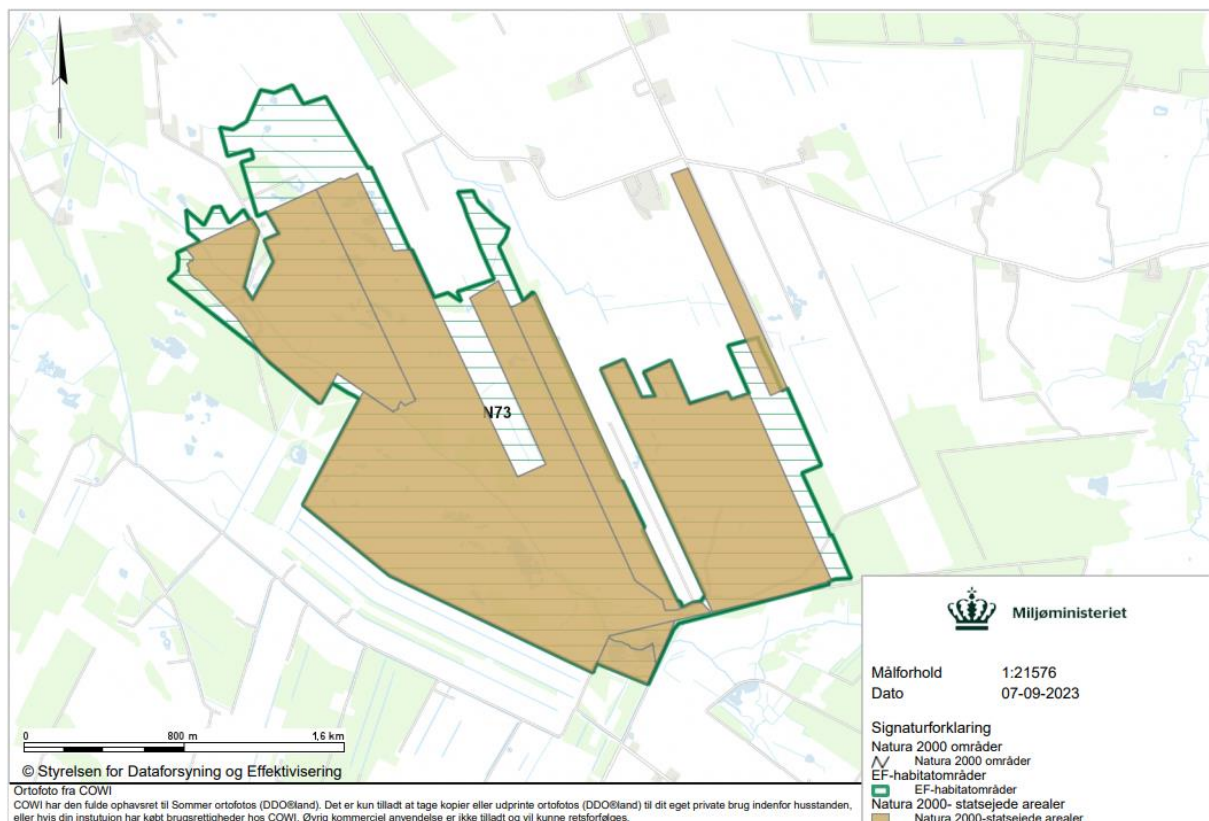 N73
0 800 m 1,6 km
© Styrelsen for Dataforsyning og Effektivisering
Ortofoto fra COWI
COWI har den fulde ophavsret til Sommer ortofotos (DDO®land). Det er kun tilladt at tage kopier eller udprinte ortofotos (DDO®land) til dit eget private brug indenfor husstanden,
eller hvis din instutuion har købt brugsrettigheder hos COWI. Øvrig kommerciel anvendelse er ikke tilladt og vil kunne retsforfølges.
Miljøministeriet
Målforhold 1:21576
Dato 07-09-2023
Signaturforklaring
Natura 2000 områder
Natura 2000 områder
EF-habitatområder
EF-habitatområder
Natura 2000- statsejede arealer
Natura 2000-statsejede arealer